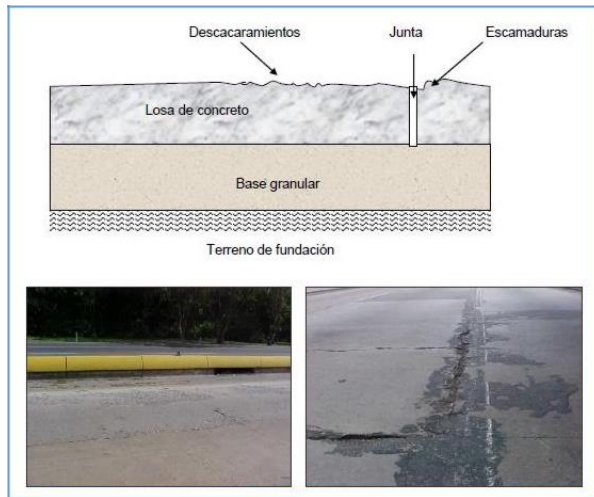 Descacaramientos
Junta
Escamaduras
Losa de concreto
Base granular
Terreno de fundación